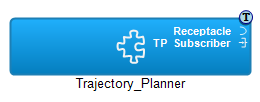 T
Receptacle
TP Subscriber
Trajectory_Planner